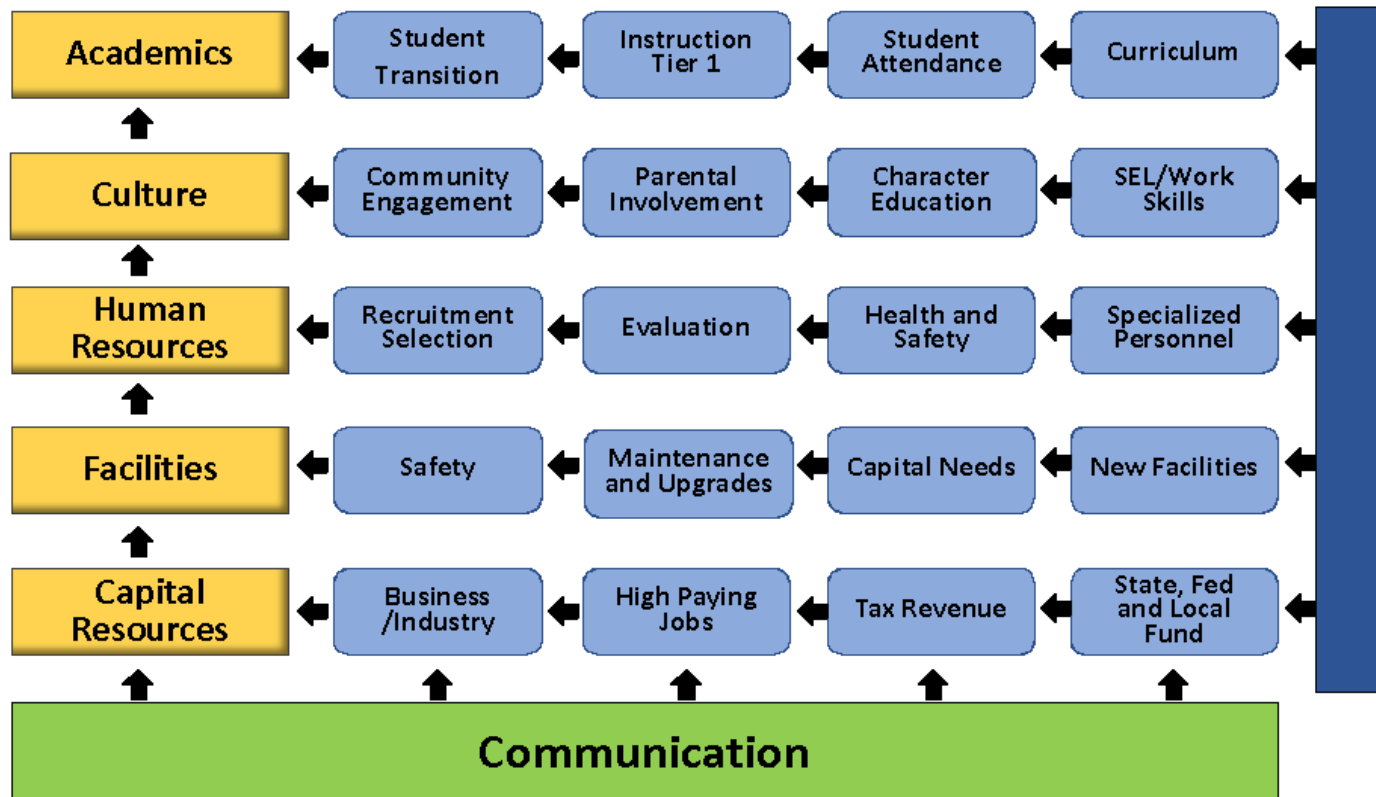 Academics
Student
Transition
Instruction
Tier 1
Student
Attendance
Curriculum
Culture
Community
Engagement
Parental
Involvement
Character
Education
SEL/Work
Skills
Human
Resources
Recruitment
Selection
Evaluation
Health and
Safety
Specialized
Personnel
Facilities
Safety
Maintenance
and Upgrades
Capital Needs
New Facilities
Capital
Resources
Business
/Industry
High Paying
Jobs
Tax Revenue
State, Fed
and Local
Fund
Communication